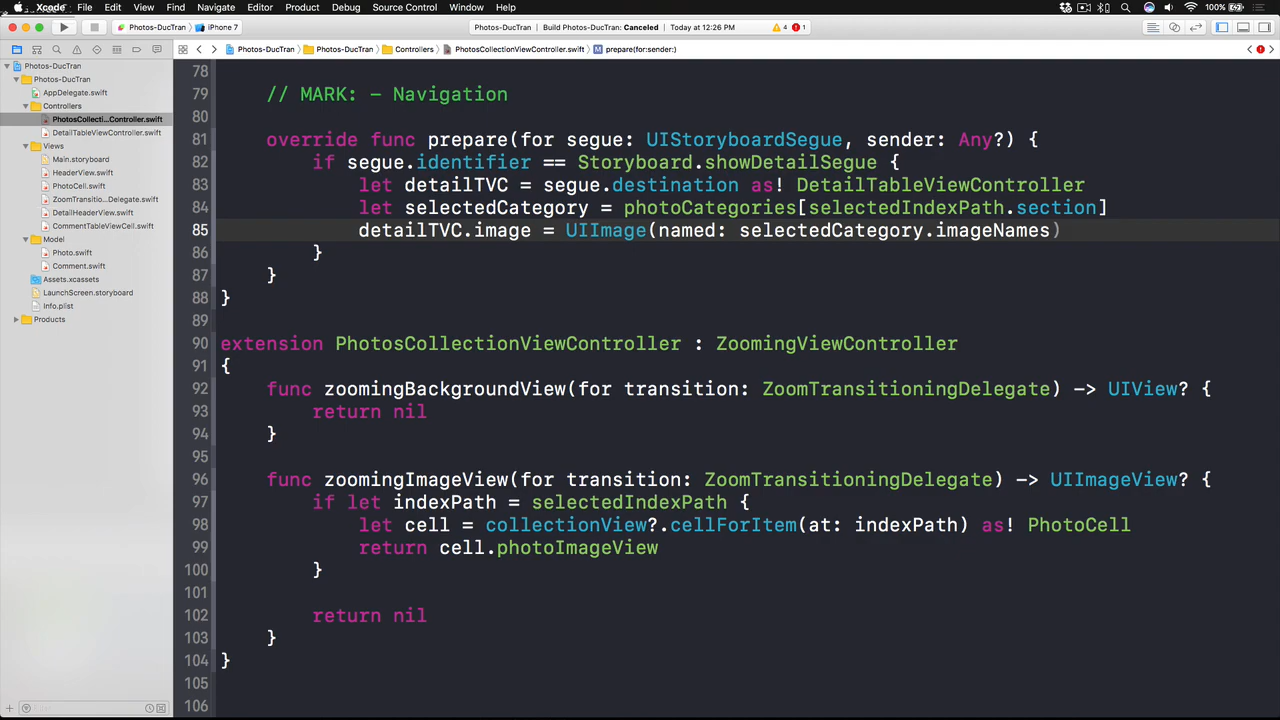 Xcode File Edit View Find Navigate Editor Product Debug Source Control Window Help 100%
Photos-DucTran iPhone 7 Photos-DucTran Build Photos-DucTran: Canceled Today at 12:26 PM 4 1
Photos-DucTran Photos-DucTran Controllers PhotosCollectionViewController.swift prepare(for:sender:)
Photos-DucTran
Photos-DucTran
AppDelegate.swift
Controllers
PhotosCollecti...Controller.swift
DetailTableViewController.swift
Views
Main.storyboard
HeaderView.swift
PhotoCell.swift
ZoomTransitio...Delegate.swift
DetailHeaderView.swift
CommentTableViewCell.swift
Model
Photo.swift
Comment.swift
Assets.xcassets
LaunchScreen.storyboard
Info.plist
Products
Filter
78
79 // MARK: - Navigation
80
81 override func prepare(for segue: UIStoryboardSegue, sender: Any?) {
82 if segue.identifier == Storyboard.showDetailSegue {
83 let detailTVC = segue.destination as! DetailTableViewController
84 let selectedCategory = photoCategories[selectedIndexPath.section]
85 detailTVC.image = UIImage(named: selectedCategory.imageNames)
86 }
87 }
88 }
89
90 extension PhotosCollectionViewController : ZoomingViewController
91 {
92 func zoomingBackgroundView(for transition: ZoomTransitioningDelegate) -> UIView? {
93 return nil
94 }
95
96 func zoomingImageView(for transition: ZoomTransitioningDelegate) -> UIImageView? {
97 if let indexPath = selectedIndexPath {
98 let cell = collectionView?.cellForItem(at: indexPath) as! PhotoCell
99 return cell.photoImageView
100 }
101
102 return nil
103 }
104 }
105
106